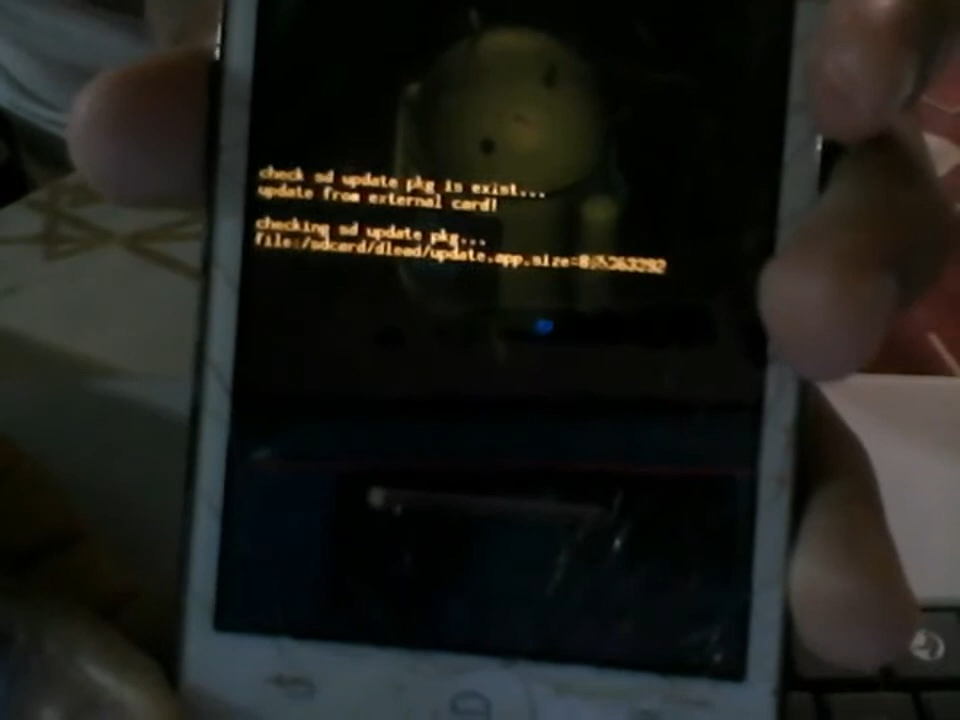 check sd update pkg is exist...
update from external card!
checking sd update pkg...
file:/sdcard/dload/update.app.size=